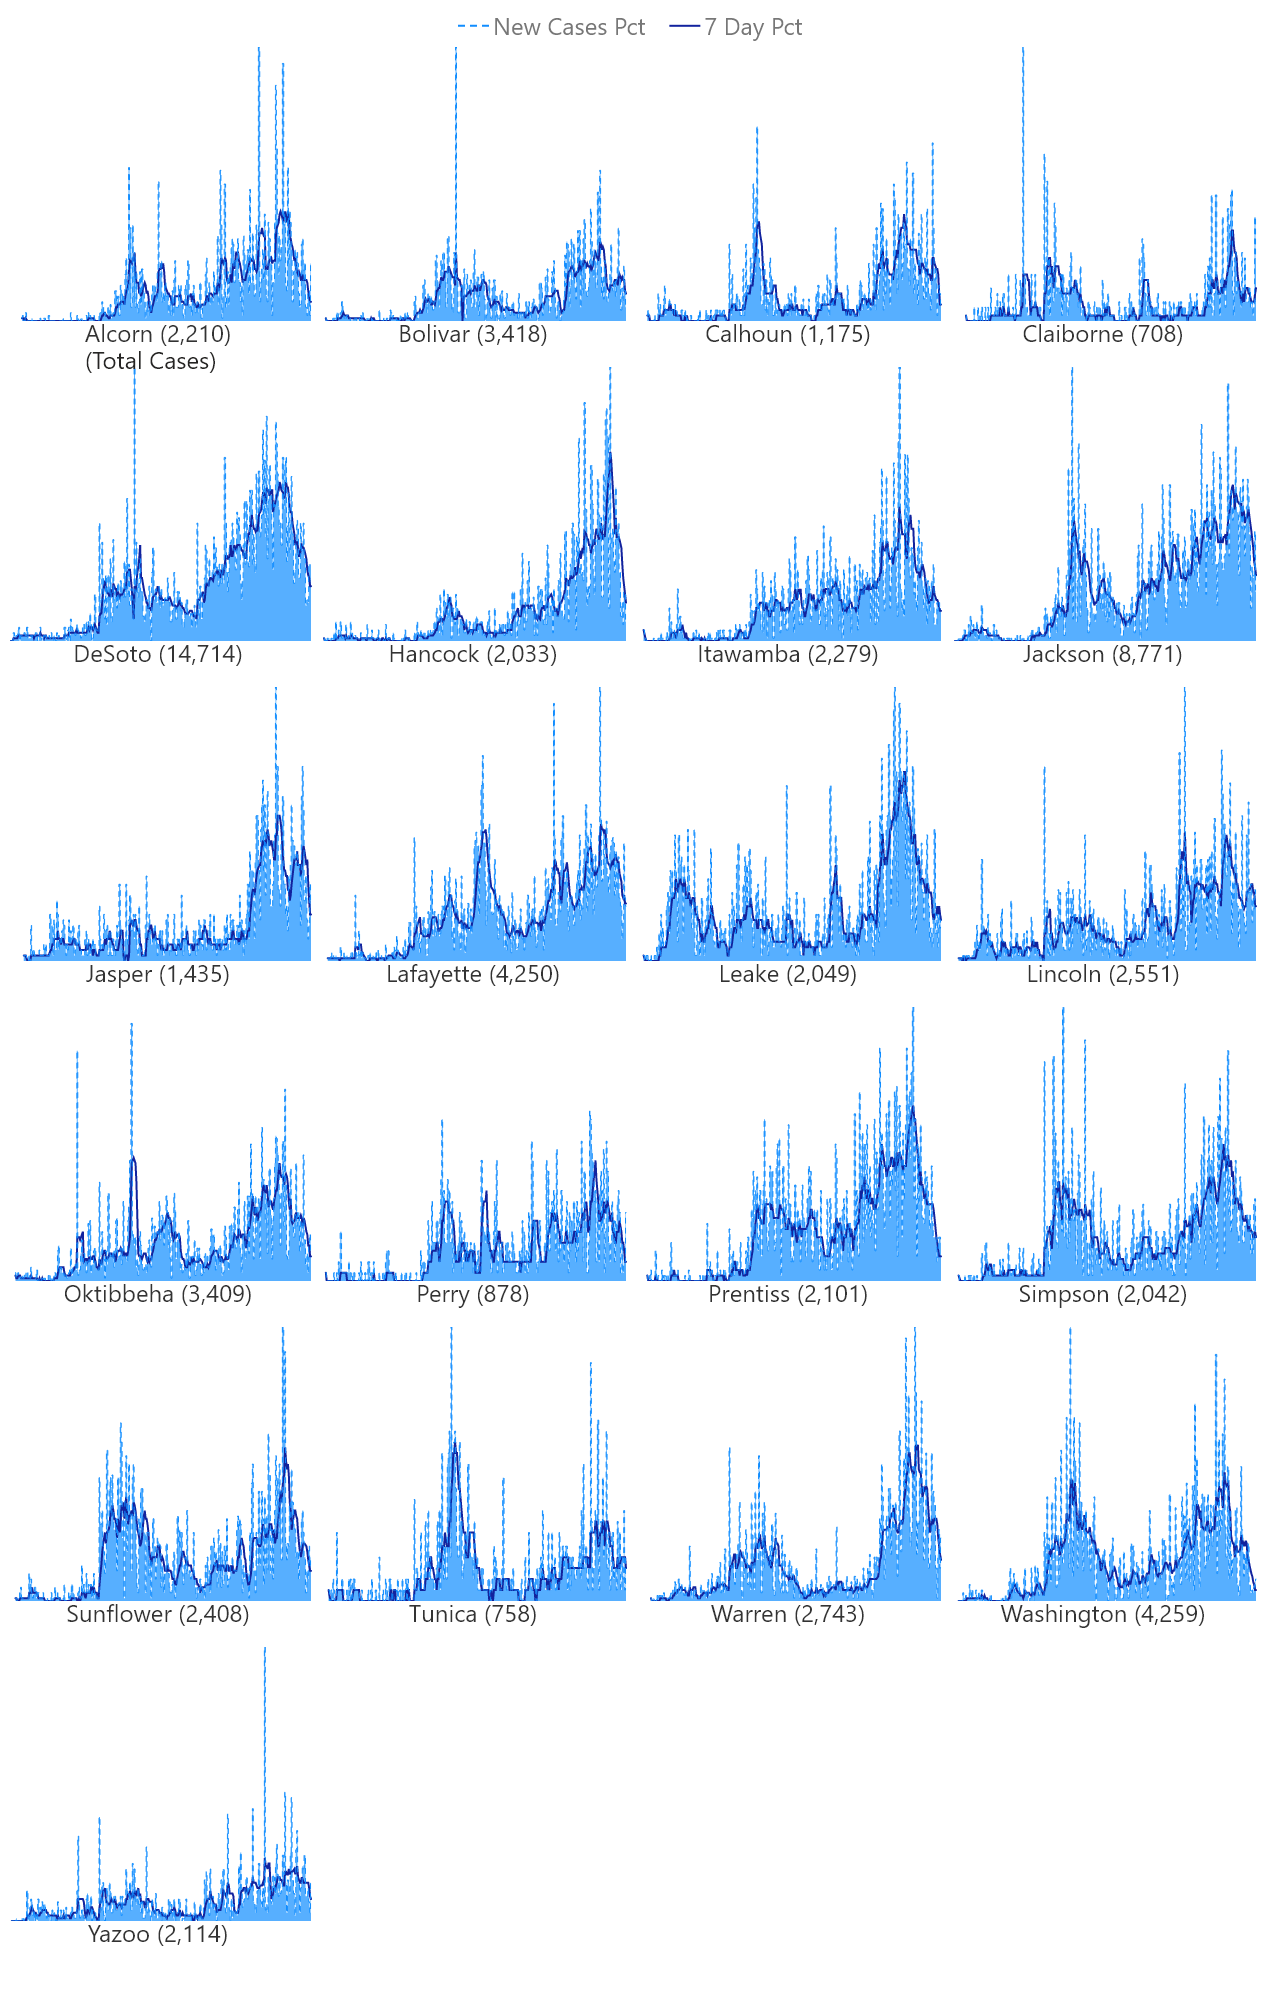 New Cases Pct 7 Day Pct
Alcorn (2,210) Bolivar (3,418) Calhoun (1,175) Claiborne (708)
(Total Cases)
DeSoto (14,714) Hancock (2,033) Itawamba (2,279) Jackson (8,771)
Jasper (1,435) Lafayette (4,250) Leake (2,049) Lincoln (2,551)
Oktibbeha (3,409) Perry (878) Prentiss (2,101) Simpson (2,042)
Sunflower (2,408) Tunica (758) Warren (2,743) Washington (4,259)
Yazoo (2,114)